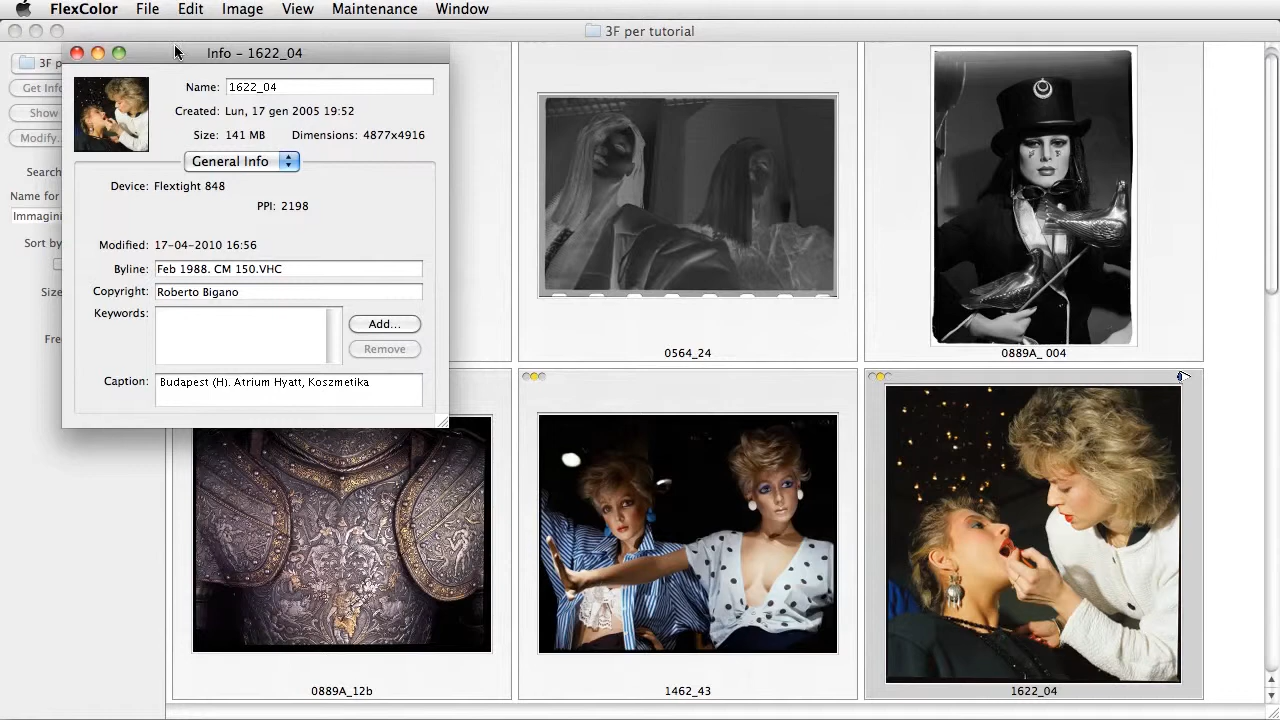 FlexColor File Edit Image View Maintenance Window
3F per tutorial
Info - 1622_04
3F p
Get Info
Show
Modify...
Search
Name for
Immagini
Sort by
Size
Fre
Name: 1622_04
Created: Lun, 17 gen 2005 19:52
Size: 141 MB Dimensions: 4877x4916
General Info
Device: Flextight 848
PPI: 2198
Modified: 17-04-2010 16:56
Byline: Feb 1988. CM 150.VHC
Copyright: Roberto Bigano
Keywords:
Add...
Remove
Caption: Budapest (H). Atrium Hyatt, Koszmetika
0564_24
0889A_ 004
0889A_12b
1462_43
1622_04